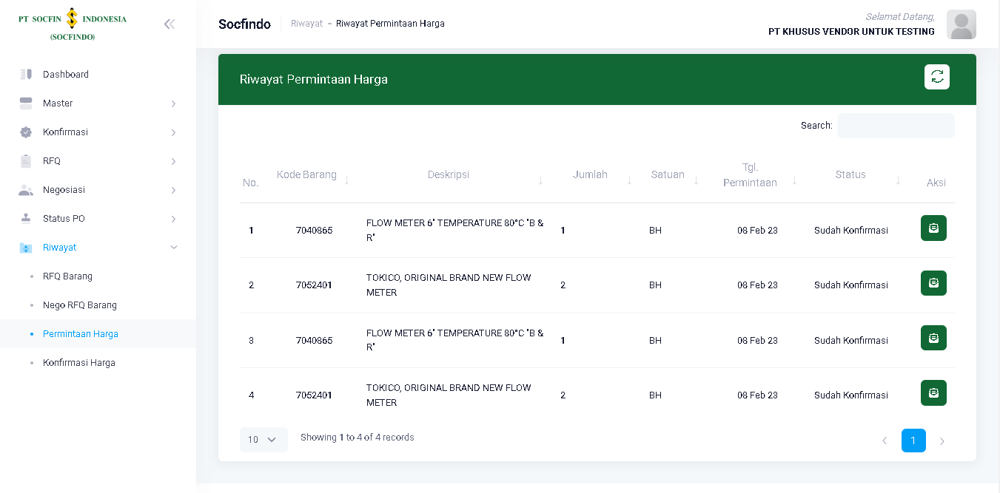 PT SOCFIN INDONESIA
(SOCFINDO)
Dashboard
Master
Konfirmasi
RFQ
Negosiasi
Status PO
Riwayat
RFQ Barang
Nego RFQ Barang
Permintaan Harga
Konfirmasi Harga
Socfindo Riwayat - Riwayat Permintaan Harga
Selamat Datang,
PT KHUSUS VENDOR UNTUK TESTING
Riwayat Permintaan Harga
Search:
No. Kode Barang Deskripsi Jumlah Satuan Tgl. Permintaan Status Aksi
1 7040865 FLOW METER 6" TEMPERATURE 80°C "B & R" 1 BH 08 Feb 23 Sudah Konfirmasi
2 7052401 TOKICO, ORIGINAL BRAND NEW FLOW METER 2 BH 08 Feb 23 Sudah Konfirmasi
3 7040865 FLOW METER 6" TEMPERATURE 80°C "B & R" 1 BH 08 Feb 23 Sudah Konfirmasi
4 7052401 TOKICO, ORIGINAL BRAND NEW FLOW METER 2 BH 08 Feb 23 Sudah Konfirmasi
10 Showing 1 to 4 of 4 records 1